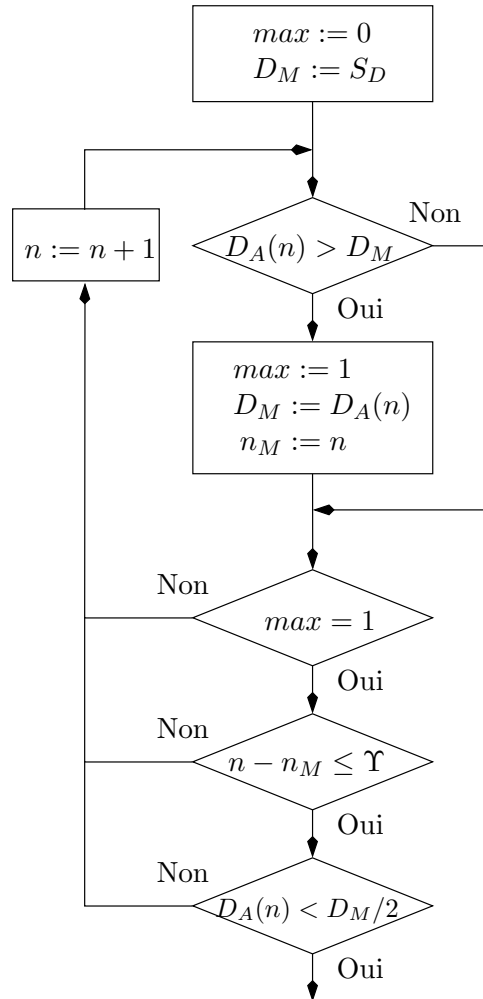 max := 0
D_M := S_D
Non
n := n + 1
D_A(n) > D_M
Oui
max := 1
D_M := D_A(n)
n_M := n
Non
max = 1
Oui
Non
n − n_M ≤ ϒ
Oui
Non
D_A(n) < D_M/2
Oui